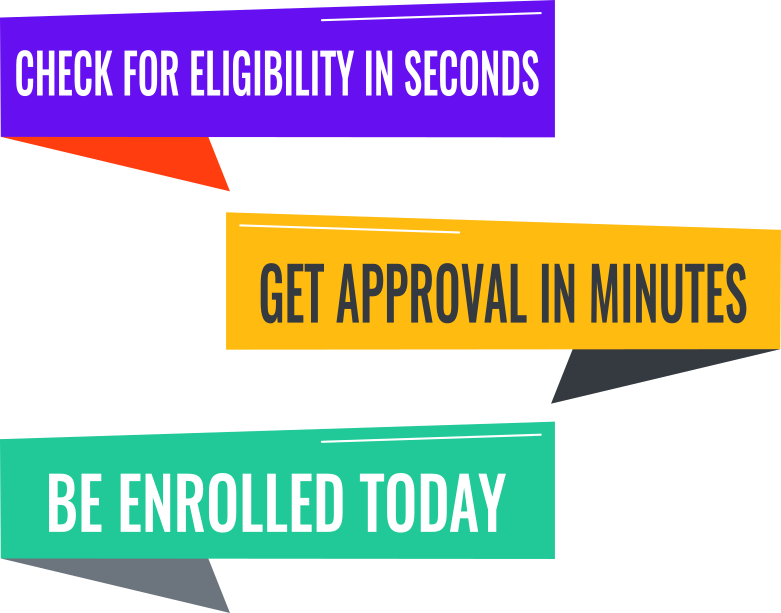 CHECK FOR ELIGIBILITY IN SECONDS
GET APPROVAL IN MINUTES
BE ENROLLED TODAY